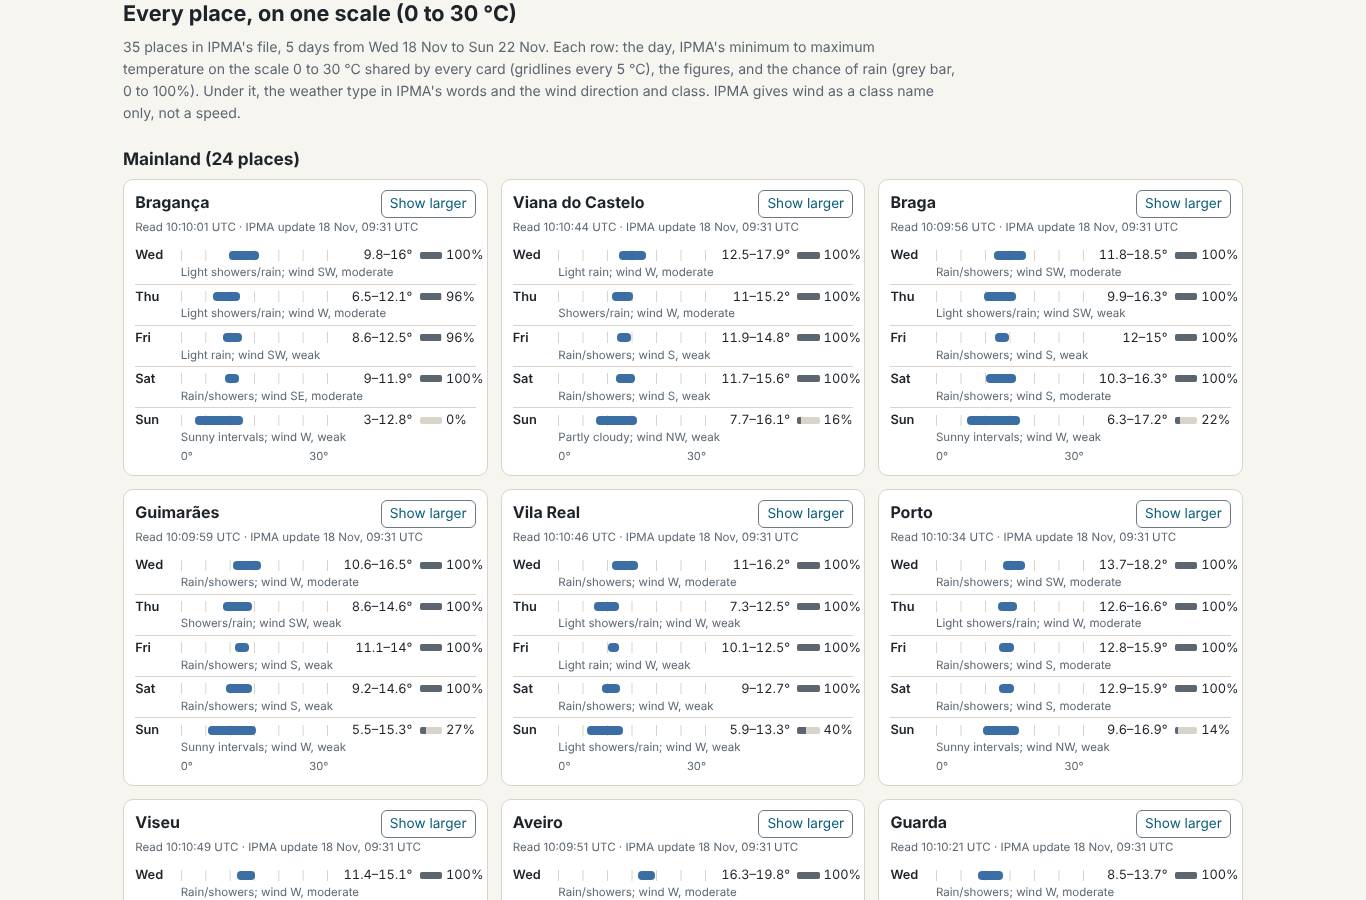 Every place, on one scale (0 to 30 °C)
35 places in IPMA's file, 5 days from Wed 18 Nov to Sun 22 Nov. Each row: the day, IPMA's minimum to maximum
temperature on the scale 0 to 30 °C shared by every card (gridlines every 5 °C), the figures, and the chance of rain (grey bar,
0 to 100%). Under it, the weather type in IPMA's words and the wind direction and class. IPMA gives wind as a class name
only, not a speed.
Mainland (24 places)
Bragança
Show larger
Read 10:10:01 UTC · IPMA update 18 Nov, 09:31 UTC
Wed 9.8–16° 100%
Light showers/rain; wind SW, moderate
Thu 6.5–12.1° 96%
Light showers/rain; wind W, moderate
Fri 8.6–12.5° 96%
Light rain; wind SW, weak
Sat 9–11.9° 100%
Rain/showers; wind SE, moderate
Sun 3–12.8° 0%
Sunny intervals; wind W, weak
0° 30°
Viana do Castelo
Show larger
Read 10:10:44 UTC · IPMA update 18 Nov, 09:31 UTC
Wed 12.5–17.9° 100%
Light rain; wind W, moderate
Thu 11–15.2° 100%
Showers/rain; wind W, moderate
Fri 11.9–14.8° 100%
Rain/showers; wind S, weak
Sat 11.7–15.6° 100%
Rain/showers; wind S, weak
Sun 7.7–16.1° 16%
Partly cloudy; wind NW, weak
0° 30°
Braga
Show larger
Read 10:09:56 UTC · IPMA update 18 Nov, 09:31 UTC
Wed 11.8–18.5° 100%
Rain/showers; wind SW, moderate
Thu 9.9–16.3° 100%
Light showers/rain; wind SW, weak
Fri 12–15° 100%
Rain/showers; wind S, weak
Sat 10.3–16.3° 100%
Rain/showers; wind S, moderate
Sun 6.3–17.2° 22%
Sunny intervals; wind W, weak
0° 30°
Guimarães
Show larger
Read 10:09:59 UTC · IPMA update 18 Nov, 09:31 UTC
Wed 10.6–16.5° 100%
Rain/showers; wind W, moderate
Thu 8.6–14.6° 100%
Showers/rain; wind SW, weak
Fri 11.1–14° 100%
Rain/showers; wind S, weak
Sat 9.2–14.6° 100%
Rain/showers; wind S, weak
Sun 5.5–15.3° 27%
Sunny intervals; wind W, weak
0° 30°
Vila Real
Show larger
Read 10:10:46 UTC · IPMA update 18 Nov, 09:31 UTC
Wed 11–16.2° 100%
Rain/showers; wind W, moderate
Thu 7.3–12.5° 100%
Light showers/rain; wind W, weak
Fri 10.1–12.5° 100%
Light rain; wind W, weak
Sat 9–12.7° 100%
Rain/showers; wind W, weak
Sun 5.9–13.3° 40%
Light showers/rain; wind W, weak
0° 30°
Porto
Show larger
Read 10:10:34 UTC · IPMA update 18 Nov, 09:31 UTC
Wed 13.7–18.2° 100%
Rain/showers; wind SW, moderate
Thu 12.6–16.6° 100%
Light showers/rain; wind W, moderate
Fri 12.8–15.9° 100%
Rain/showers; wind S, moderate
Sat 12.9–15.9° 100%
Rain/showers; wind S, moderate
Sun 9.6–16.9° 14%
Sunny intervals; wind NW, weak
0° 30°
Viseu
Show larger
Read 10:10:49 UTC · IPMA update 18 Nov, 09:31 UTC
Wed 11.4–15.1° 100%
Rain/showers; wind W, moderate
Aveiro
Show larger
Read 10:09:51 UTC · IPMA update 18 Nov, 09:31 UTC
Wed 16.3–19.8° 100%
Rain/showers; wind W, moderate
Guarda
Show larger
Read 10:10:21 UTC · IPMA update 18 Nov, 09:31 UTC
Wed 8.5–13.7° 100%
Rain/showers; wind W, moderate